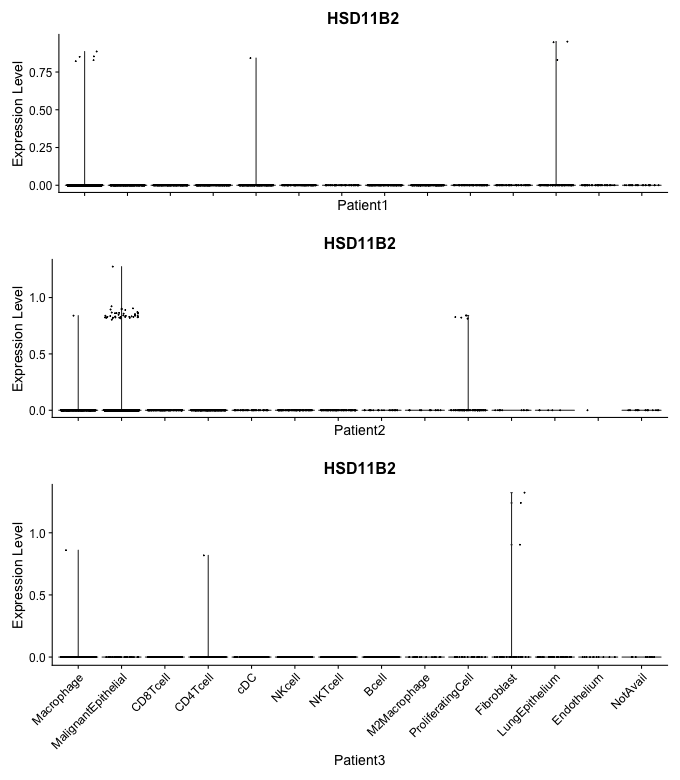 HSD11B2
Expression Level
0.75
0.50
0.25
0.00
Patient1
HSD11B2
Expression Level
1.0
0.5
0.0
Patient2
HSD11B2
Expression Level
1.0
0.5
0.0
Macrophage
MalignantEpithelial
CD8Tcell
CD4Tcell
cDC
NKcell
NKTcell
Bcell
M2Macrophage
ProliferatingCell
Fibroblast
LungEpithelium
Endothelium
NotAvail
Patient3